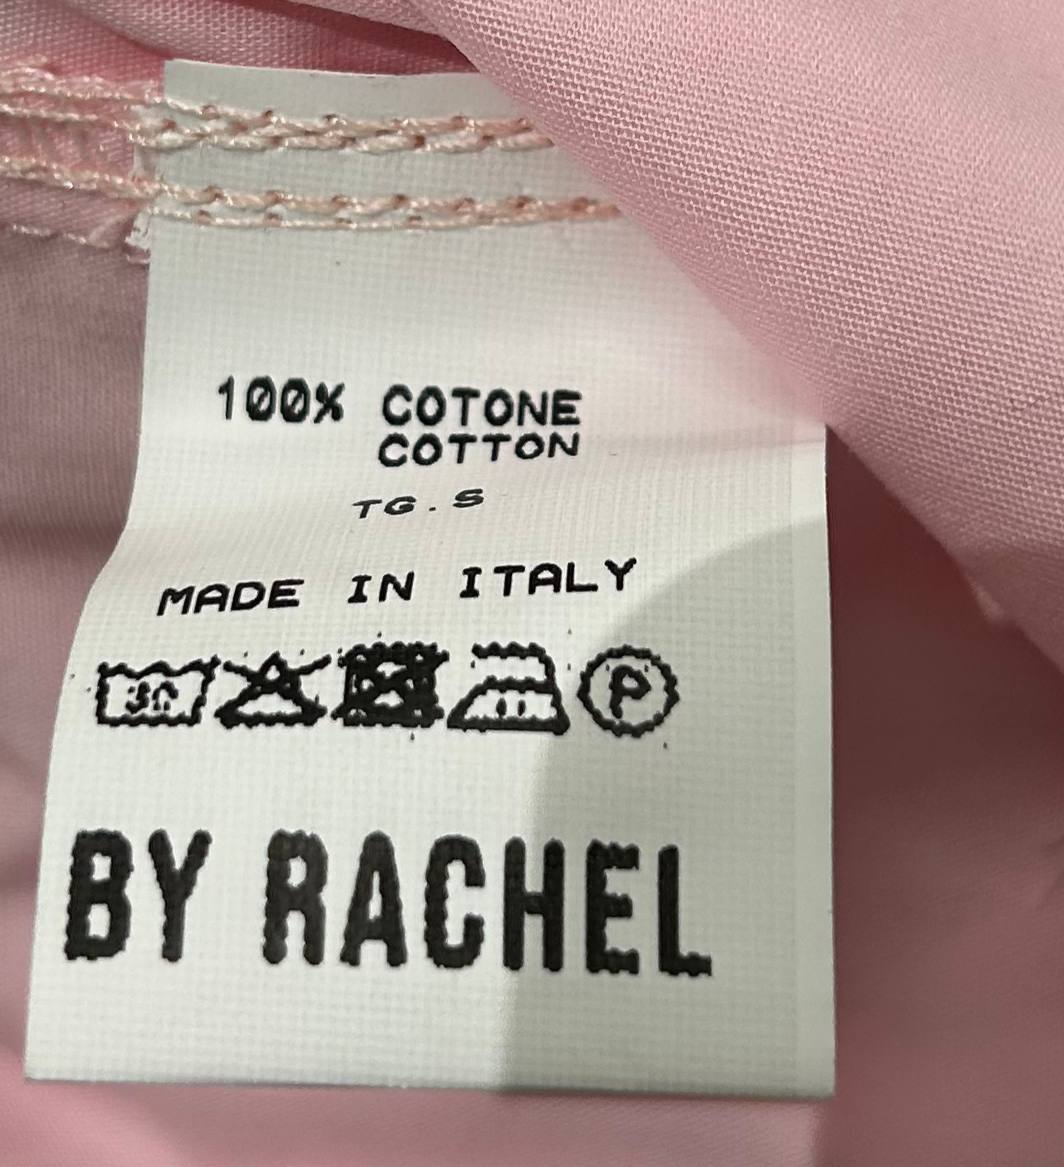 100% COTONE
COTTON
TG.S
MADE IN ITALY
30 P
BY RACHEL